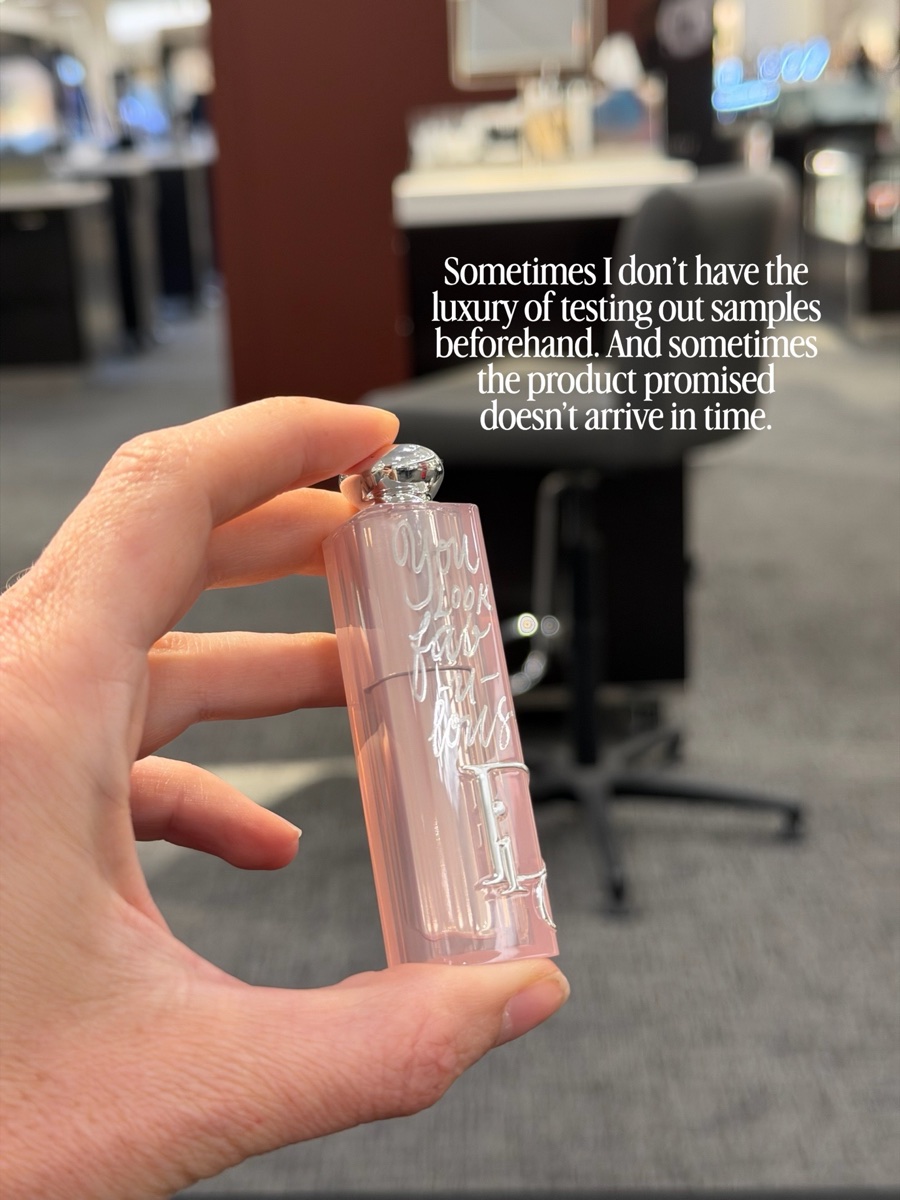 Sometimes I don't have the
luxury of testing out samples
beforehand. And sometimes
the product promised
doesn't arrive in time.
You
look
fab
u-
lous